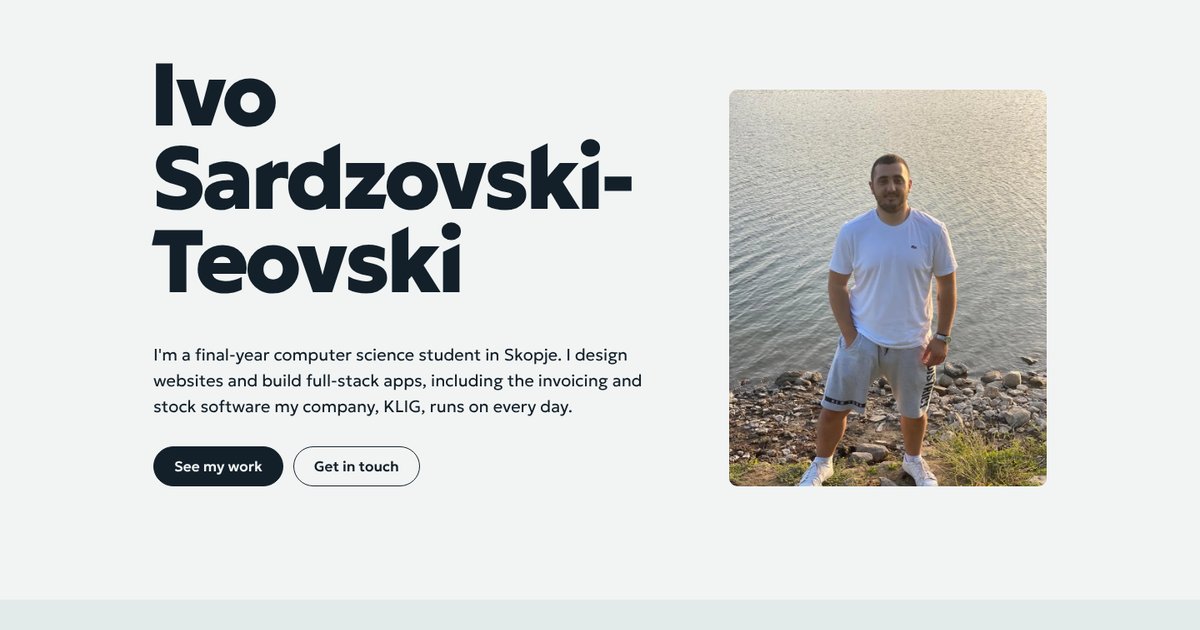 Ivo
Sardzovski-
Teovski
I'm a final-year computer science student in Skopje. I design
websites and build full-stack apps, including the invoicing and
stock software my company, KLIG, runs on every day.
See my work
Get in touch